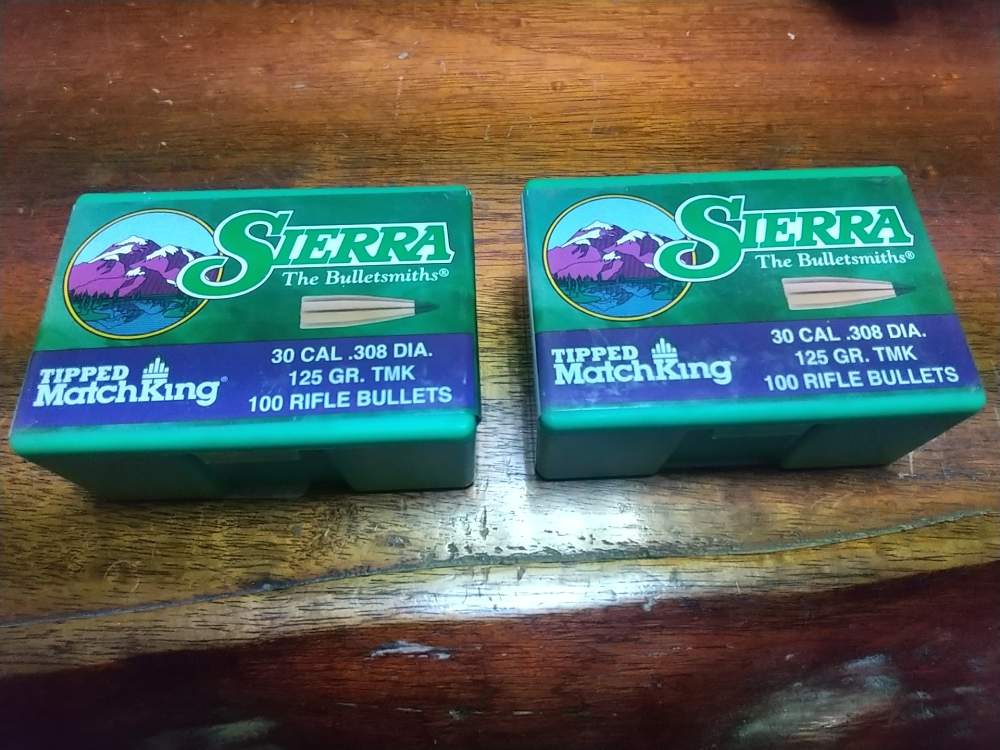 SIERRA
The Bulletsmiths®
TIPPED
MatchKing®
30 CAL .308 DIA.
125 GR. TMK
100 RIFLE BULLETS
SIERRA
The Bulletsmiths®
TIPPED
MatchKing®
30 CAL .308 DIA.
125 GR. TMK
100 RIFLE BULLETS